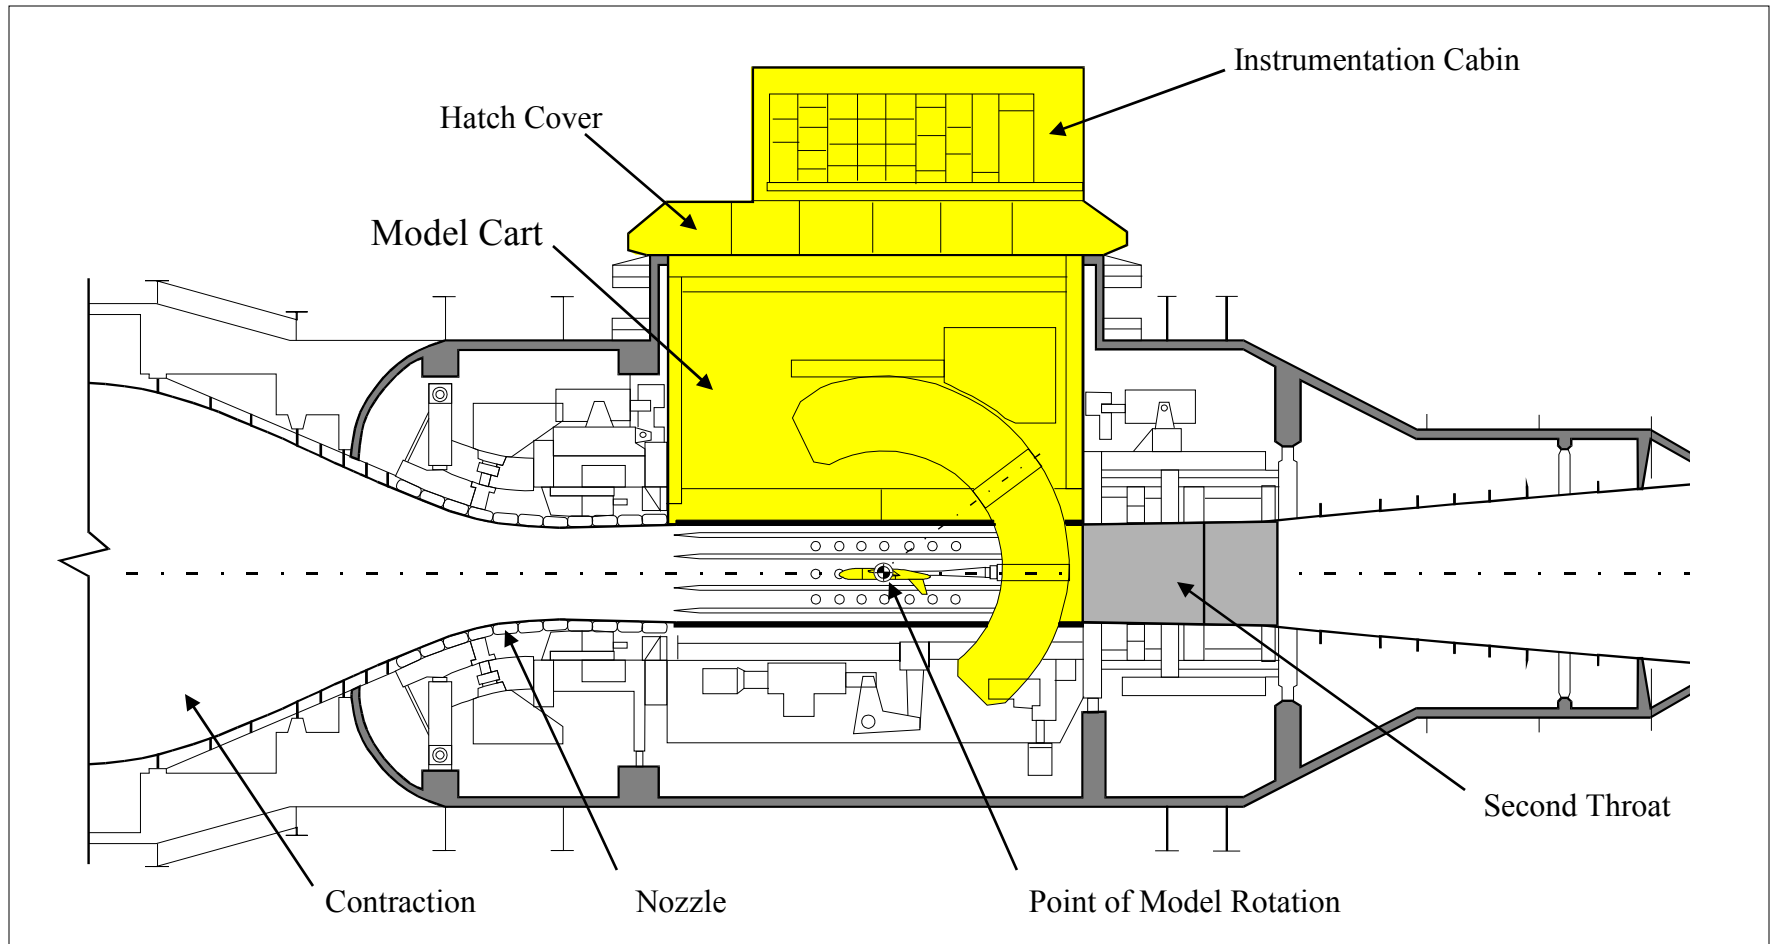 Instrumentation Cabin
Hatch Cover
Model Cart
Second Throat
Contraction
Nozzle
Point of Model Rotation